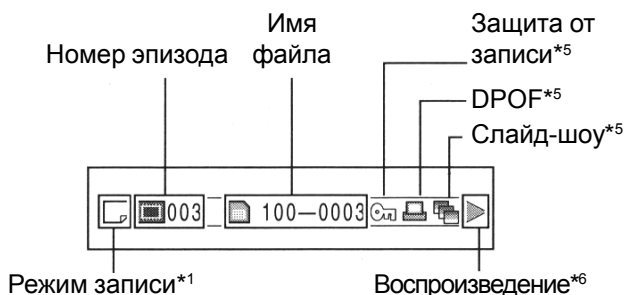 Номер эпизода
Имя
файла
Защита от
записи*5
DPOF*5
Слайд-шоу*5
003
100—0003
Режим записи*1
Воспроизведение*6